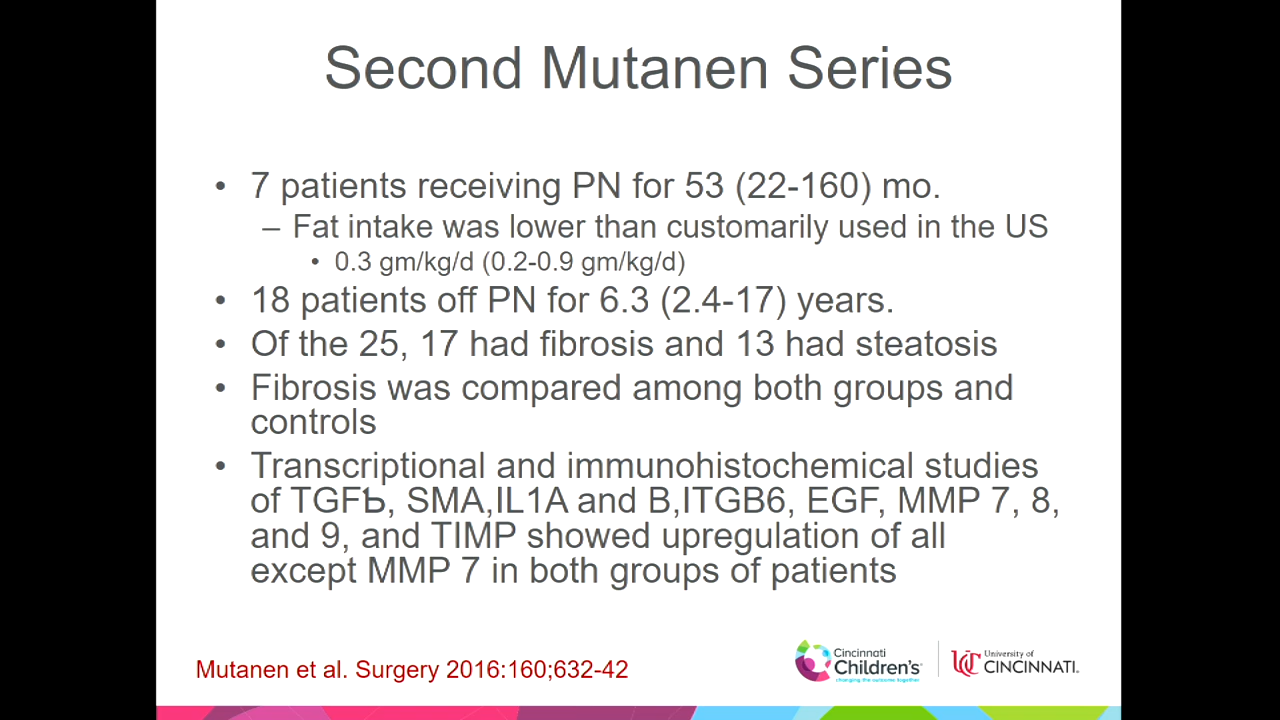 Second Mutanen Series
• 7 patients receiving PN for 53 (22-160) mo.
– Fat intake was lower than customarily used in the US
• 0.3 gm/kg/d (0.2-0.9 gm/kg/d)
• 18 patients off PN for 6.3 (2.4-17) years.
• Of the 25, 17 had fibrosis and 13 had steatosis
• Fibrosis was compared among both groups and
controls
• Transcriptional and immunohistochemical studies
of TGFЪ, SMA,IL1A and B,ITGB6, EGF, MMP 7, 8,
and 9, and TIMP showed upregulation of all
except MMP 7 in both groups of patients
Mutanen et al. Surgery 2016:160;632-42
Cincinnati
Children's
changing the outcome together
University of
CINCINNATI